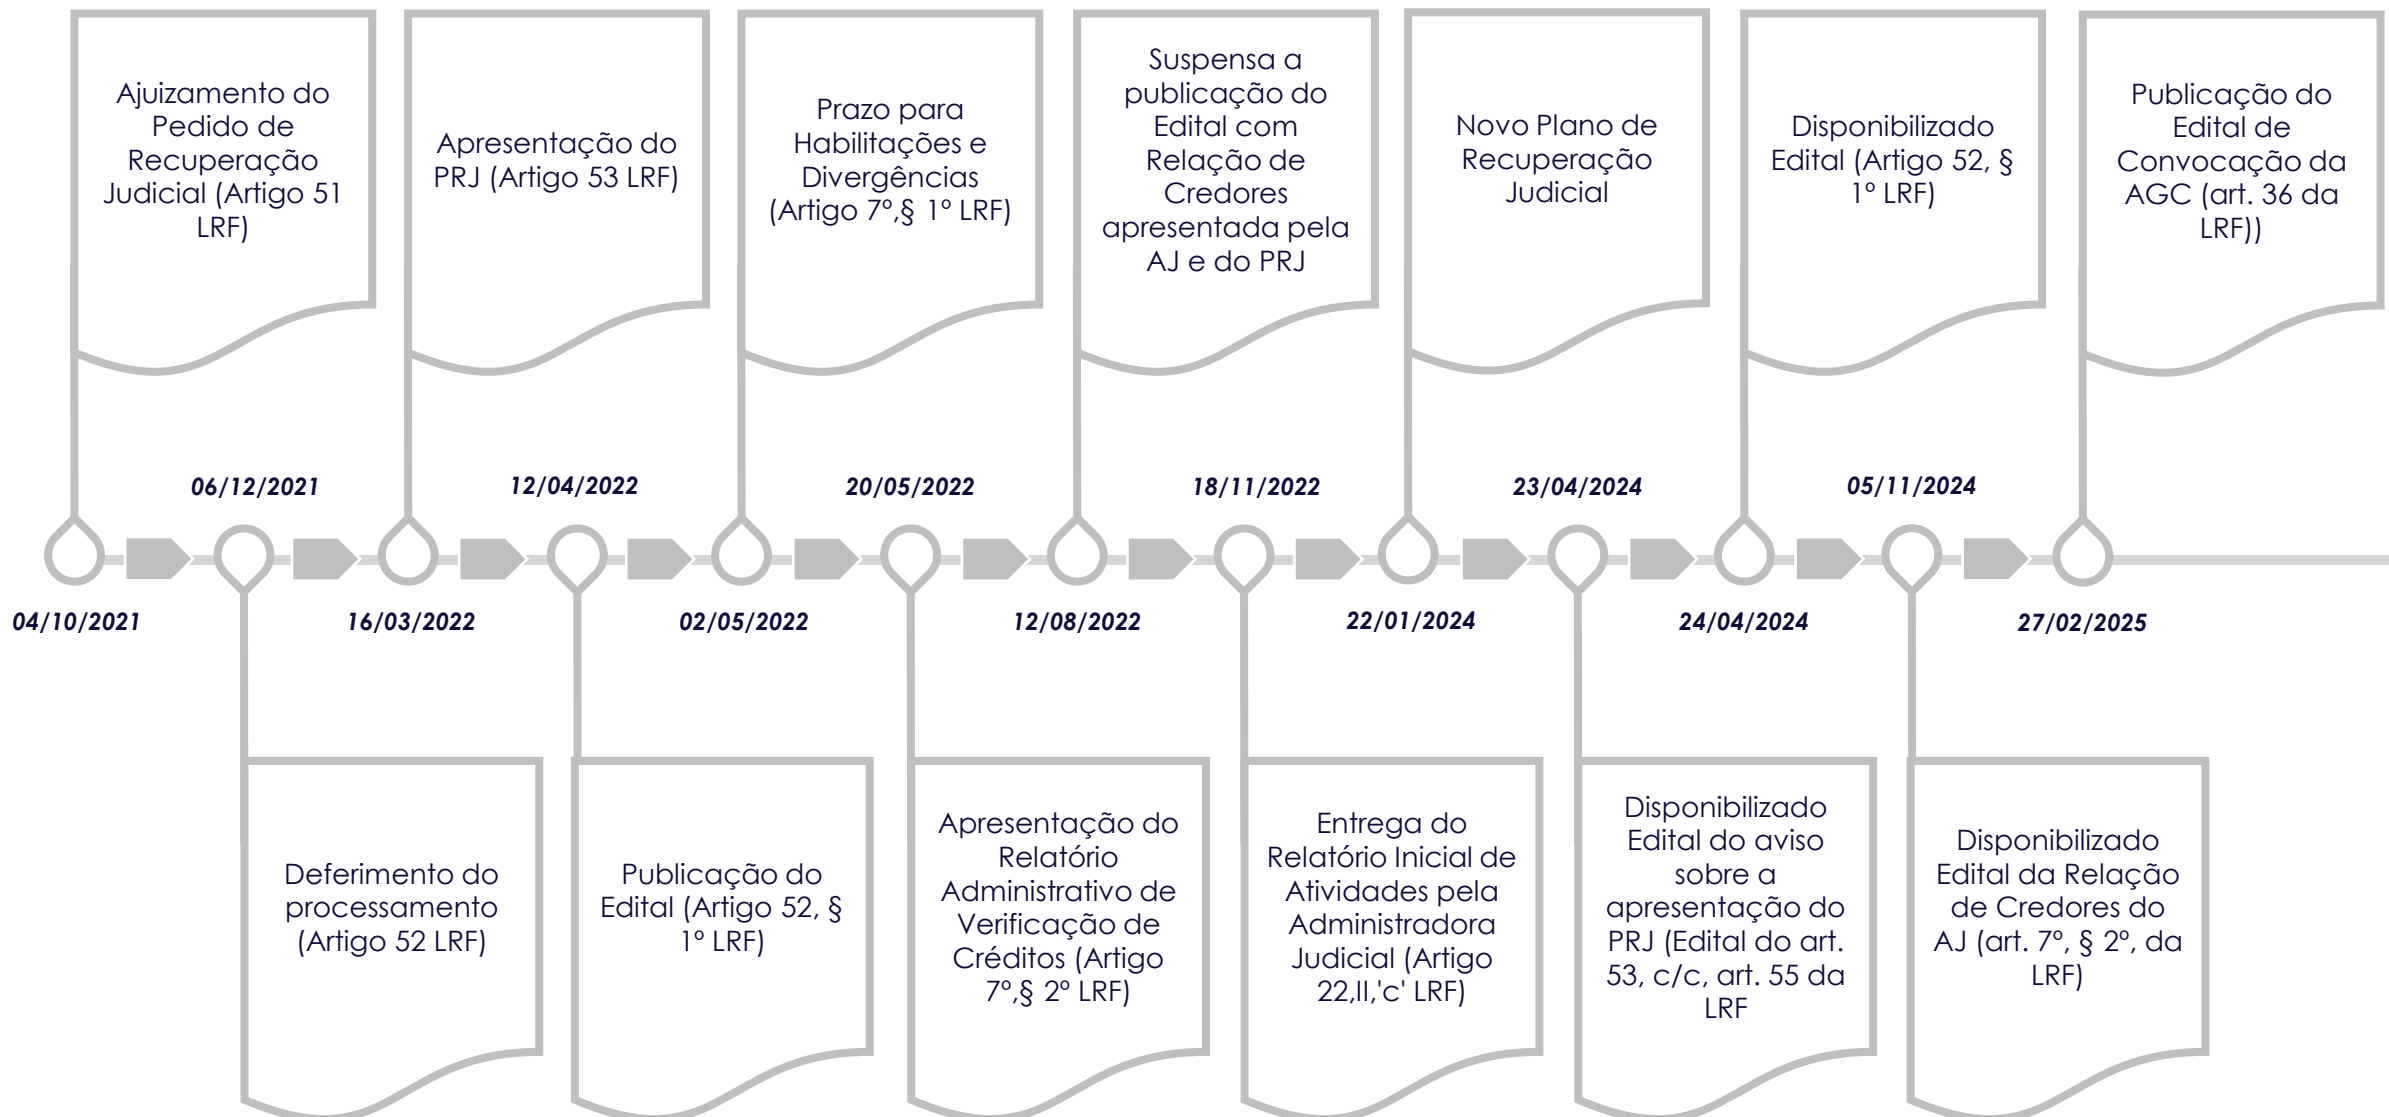 Ajuizamento do
Pedido de
Recuperação
Judicial (Artigo 51
LRF)
Apresentação do
PRJ (Artigo 53 LRF)
Prazo para
Habilitações e
Divergências
(Artigo 7º,§ 1º LRF)
Suspensa a
publicação do
Edital com
Relação de
Credores
apresentada pela
AJ e do PRJ
Novo Plano de
Recuperação
Judicial
Disponibilizado
Edital (Artigo 52, §
1º LRF)
Publicação do
Edital de
Convocação da
AGC (art. 36 da
LRF))
06/12/2021
12/04/2022
20/05/2022
18/11/2022
23/04/2024
05/11/2024
04/10/2021
16/03/2022
02/05/2022
12/08/2022
22/01/2024
24/04/2024
27/02/2025
Deferimento do
processamento
(Artigo 52 LRF)
Publicação do
Edital (Artigo 52, §
1º LRF)
Apresentação do
Relatório
Administrativo de
Verificação de
Créditos (Artigo
7º,§ 2º LRF)
Entrega do
Relatório Inicial de
Atividades pela
Administradora
Judicial (Artigo
22,II,'c' LRF)
Disponibilizado
Edital do aviso
sobre a
apresentação do
PRJ (Edital do art.
53, c/c, art. 55 da
LRF
Disponibilizado
Edital da Relação
de Credores do
AJ (art. 7º, § 2º, da
LRF)